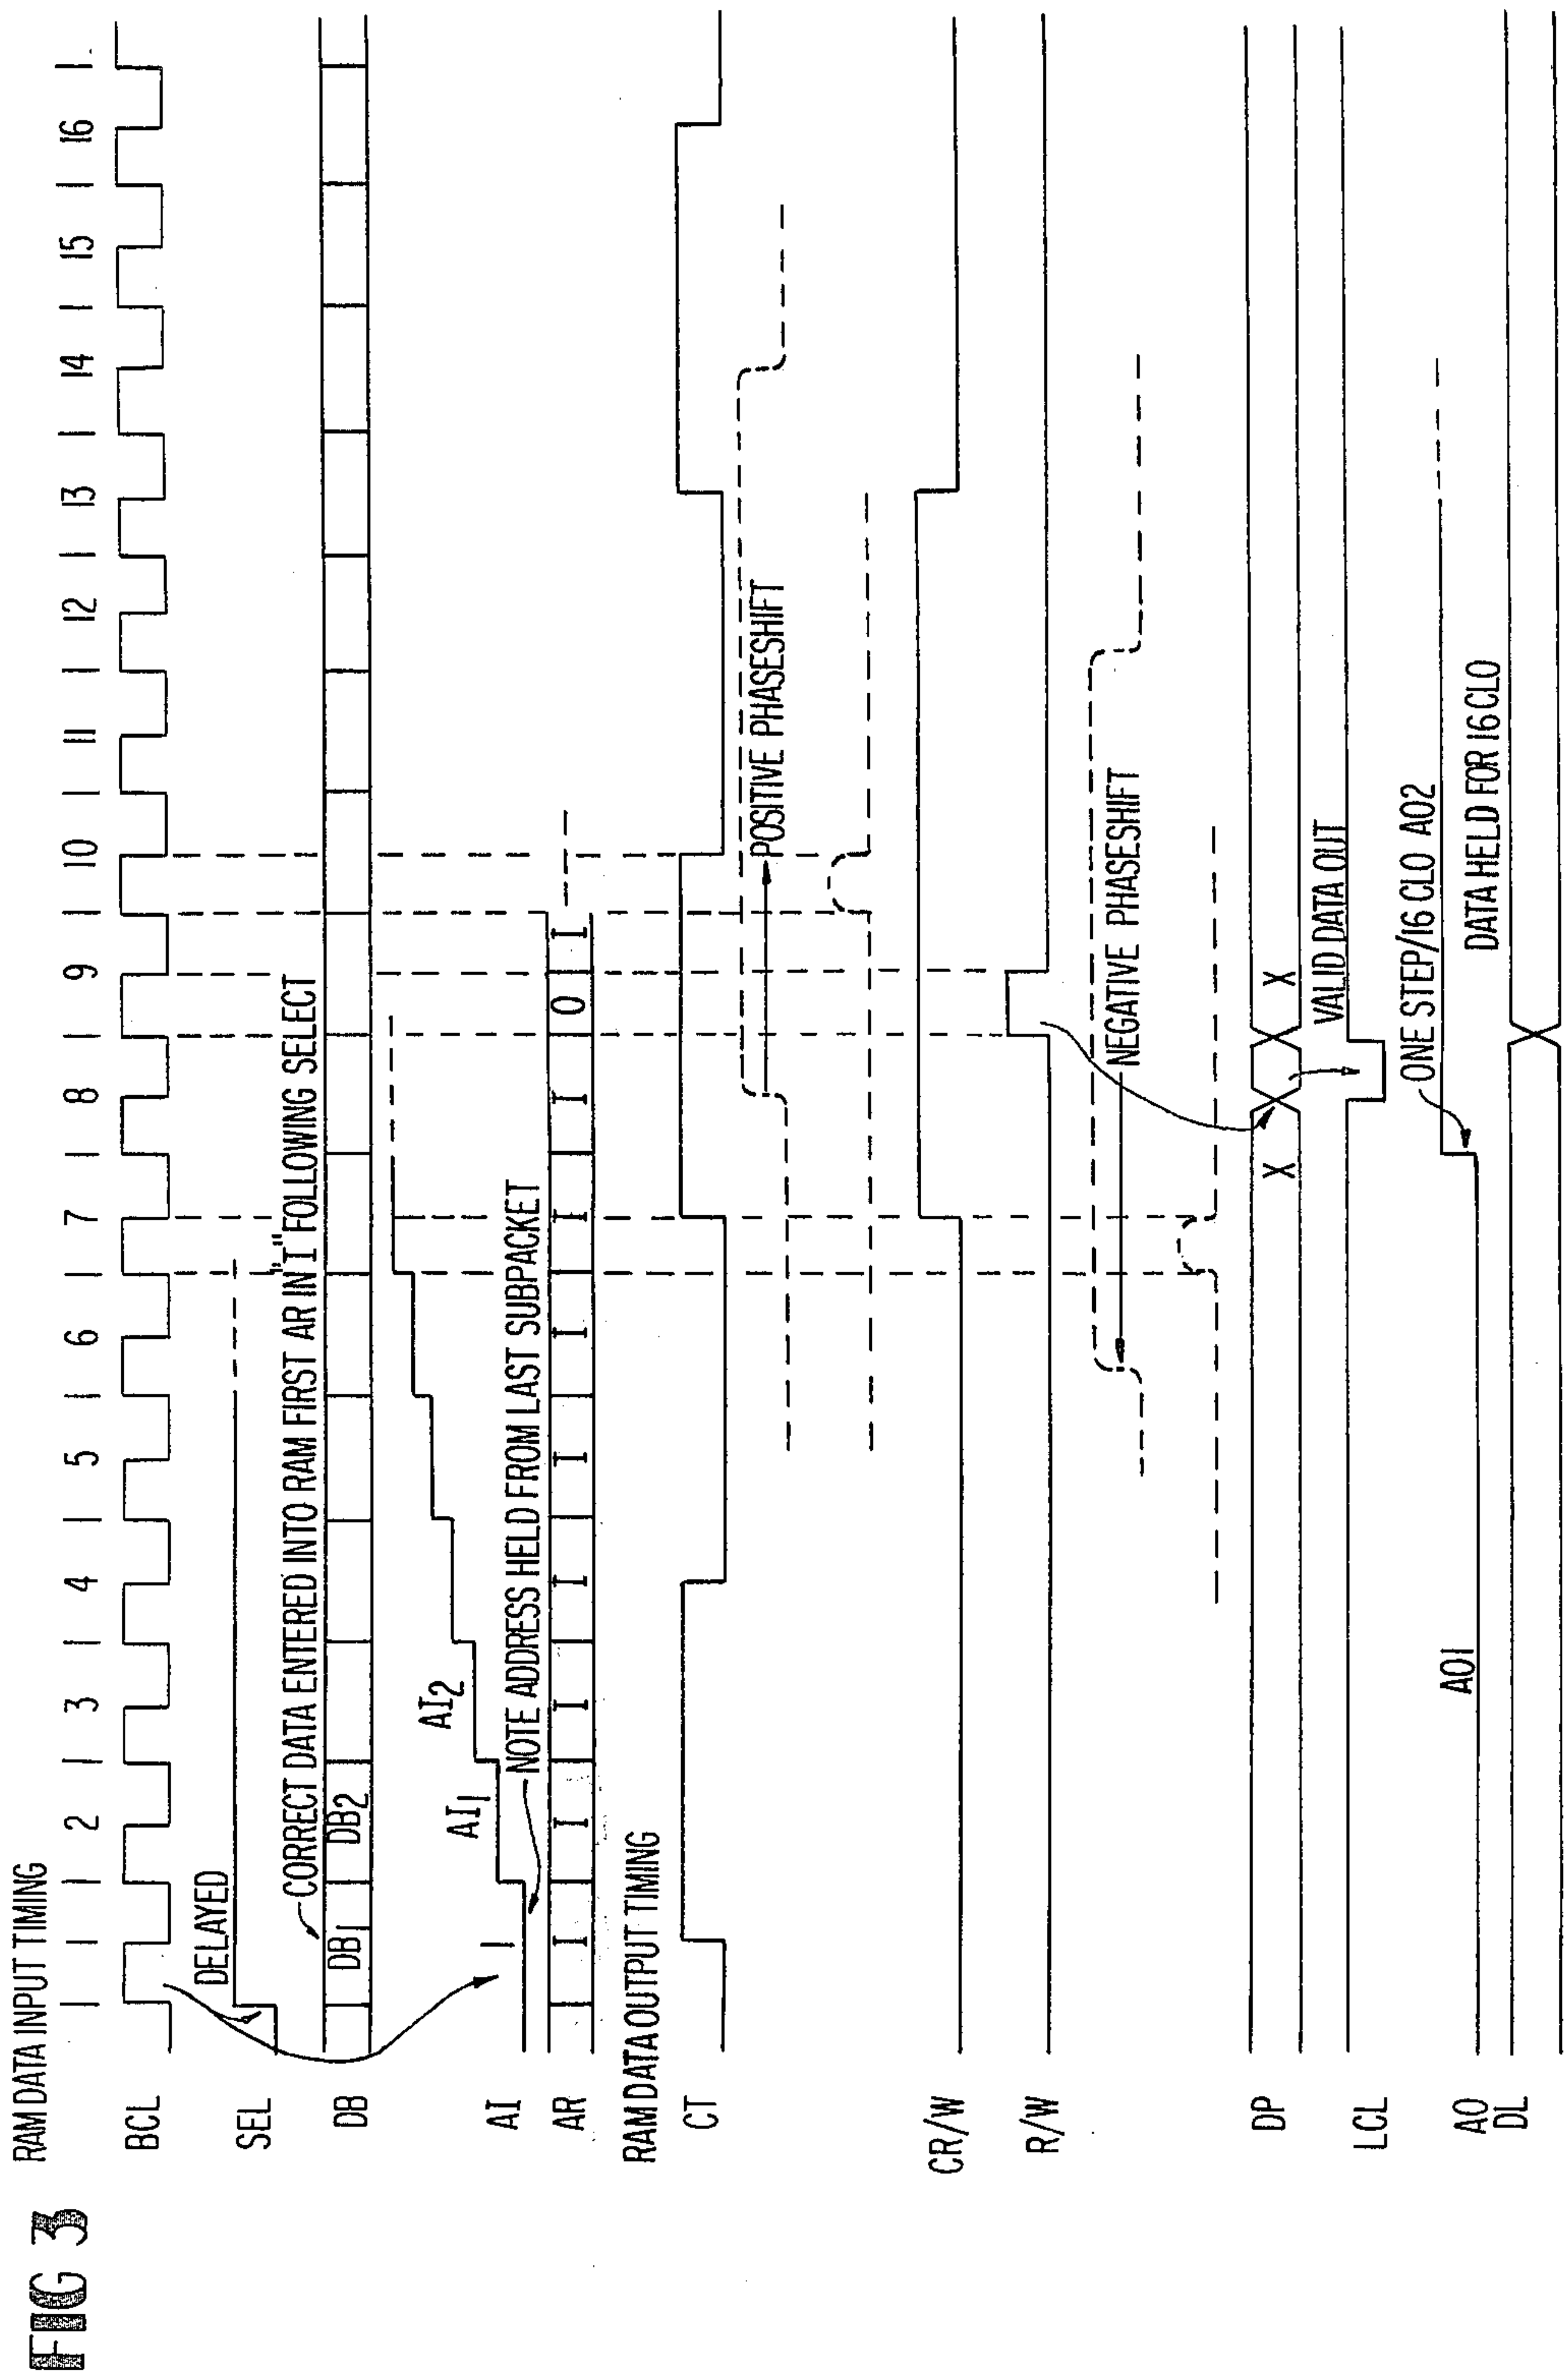 FIG 3
RAM DATA INPUT TIMING
1 2 3 4 5 6 7 8 9 10 11 12 13 14 15 16
BCL
DELAYED
SEL
CORRECT DATA ENTERED INTO RAM FIRST AR IN "I" FOLLOWING SELECT
DB DB1 DB2
AI I AI1 AI2
NOTE ADDRESS HELD FROM LAST SUBPACKET
AR I I I I I I I I O I
RAM DATA OUTPUT TIMING
CT
POSITIVE PHASESHIFT
CR/W
R/W
NEGATIVE PHASESHIFT
DP X X
VALID DATA OUT
LCL
ONE STEP/16 CLO AO2
AO AO1
DATA HELD FOR 16 CLO
DL